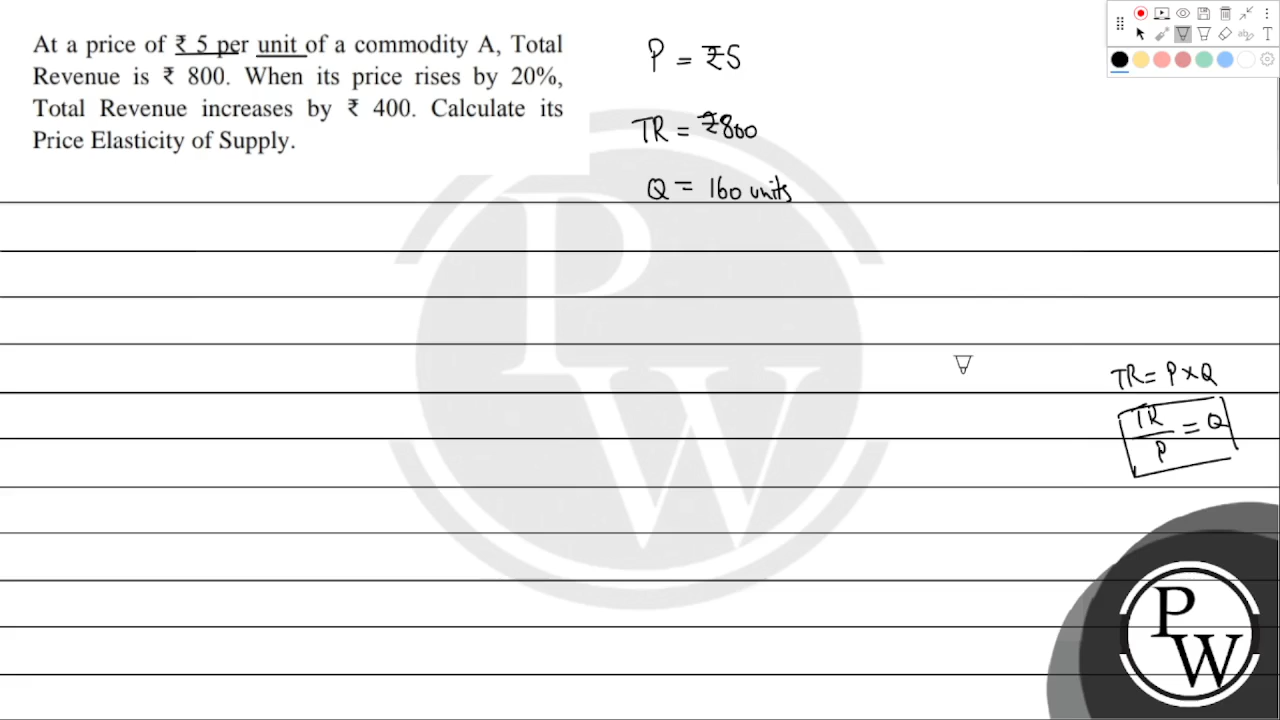 At a price of ₹ 5 per unit of a commodity A, Total
Revenue is ₹ 800. When its price rises by 20%,
Total Revenue increases by ₹ 400. Calculate its
Price Elasticity of Supply.
P = ₹5
TR = ₹800
Q = 160 units
TR = P × Q
TR
P
= Q
P
W
P
W